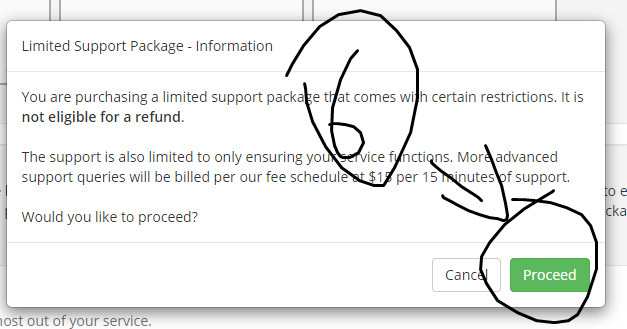 Limited Support Package - Information
You are purchasing a limited support package that comes with certain restrictions. It is
not eligible for a refund.
The support is also limited to only ensuring your service functions. More advanced
support queries will be billed per our fee schedule at $15 per 15 minutes of support.
Would you like to proceed?
6
Cancel
Proceed
out of your service.